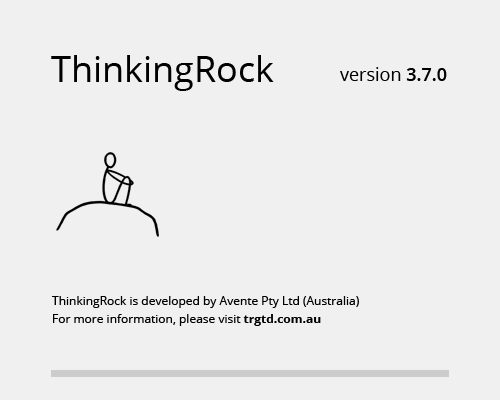 ThinkingRock
version 3.7.0
ThinkingRock is developed by Avente Pty Ltd (Australia)
For more information, please visit trgtd.com.au